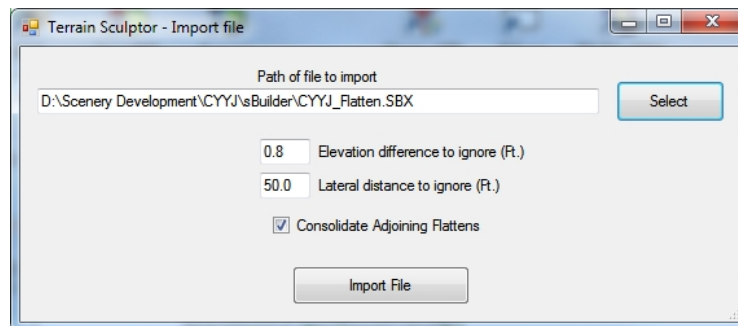 Terrain Sculptor - Import file
Path of file to import
D:\Scenery Development\CYYJ\sBuilder\CYYJ_Flatten.SBX
Select
0.8 Elevation difference to ignore (Ft.)
50.0 Lateral distance to ignore (Ft.)
Consolidate Adjoining Flattens
Import File